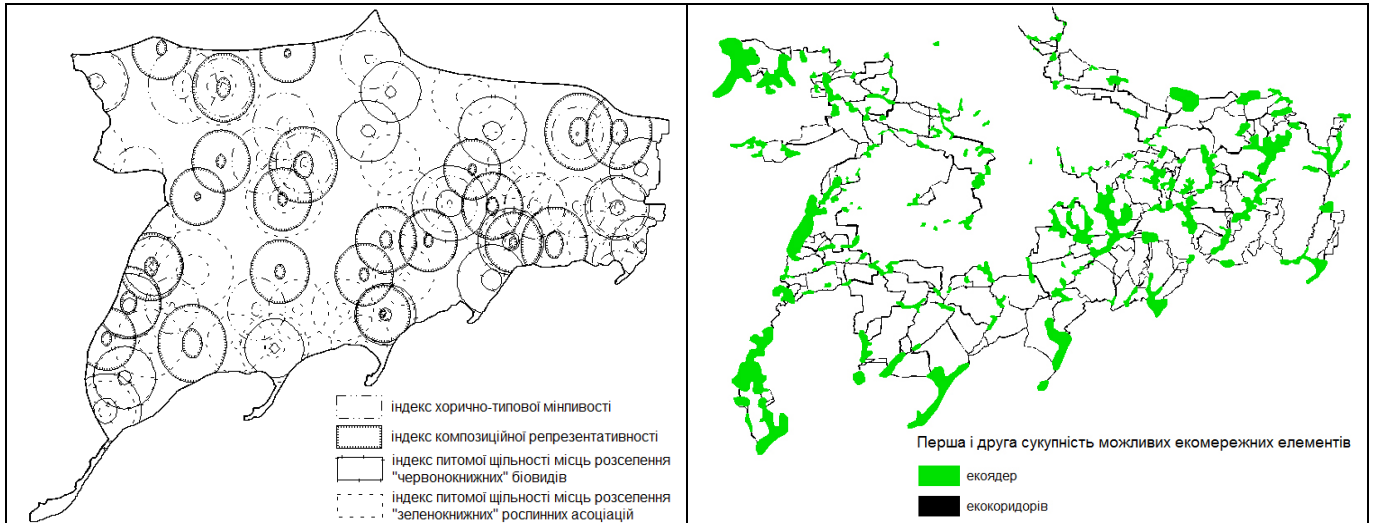 індекс хорично-типової мінливості
індекс композиційної репрезентативності
індекс питомої щільності місць розселення
"червонокнижних" біовидів
індекс питомої щільності місць розселення
"зеленокнижних" рослинних асоціацій
Перша і друга сукупність можливих екомережних елементів
екоядер
екокоридорів